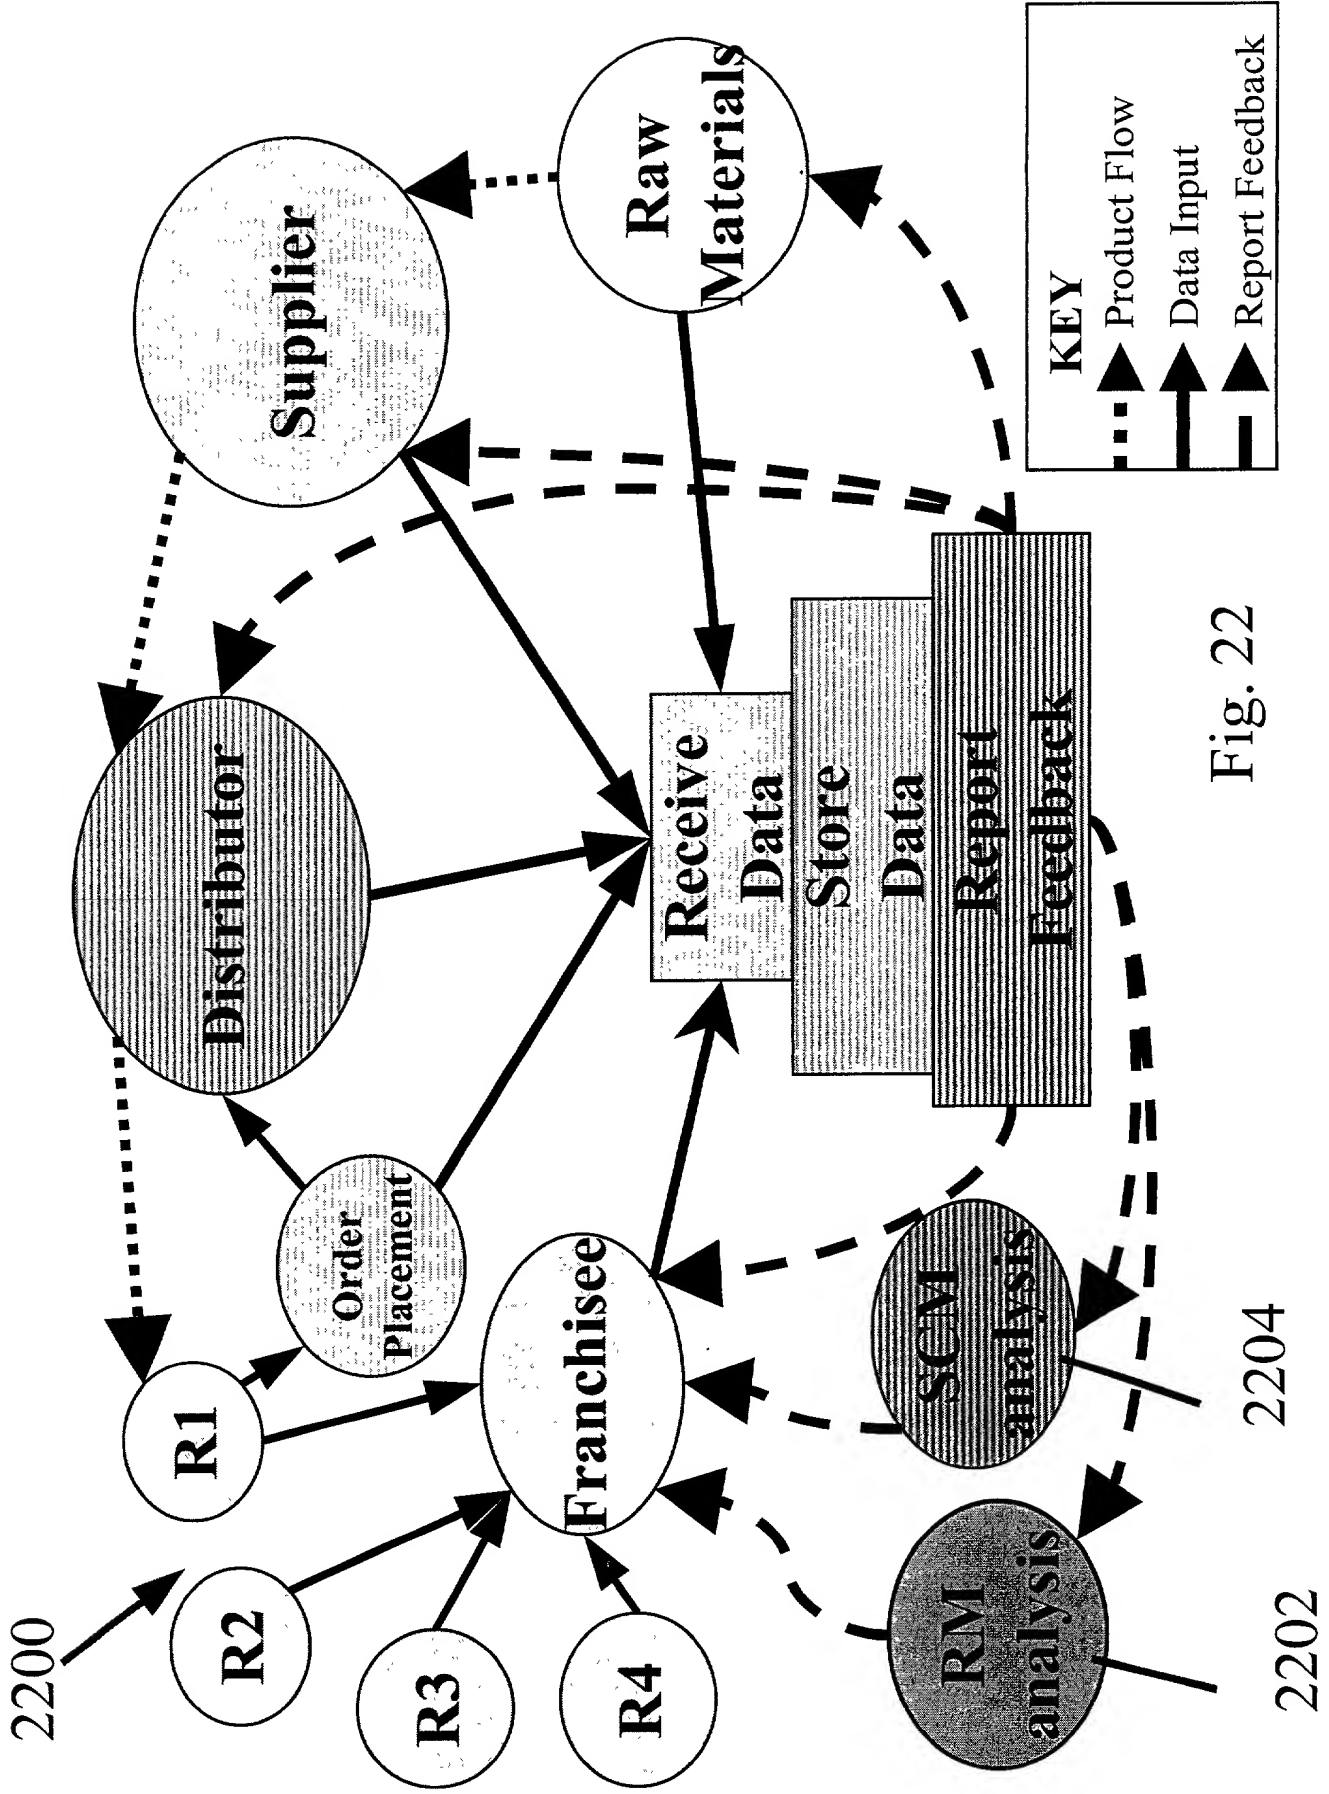 2200
R1
Distributor
R2
Supplier
Order
Placement
R3
Franchisee
R4
Raw
Materials
Receive
Data
Store
Data
Report
Feedback
SCM
analysis
RM
analysis
KEY
Product Flow
Data Input
Report Feedback
2202
2204
Fig. 22